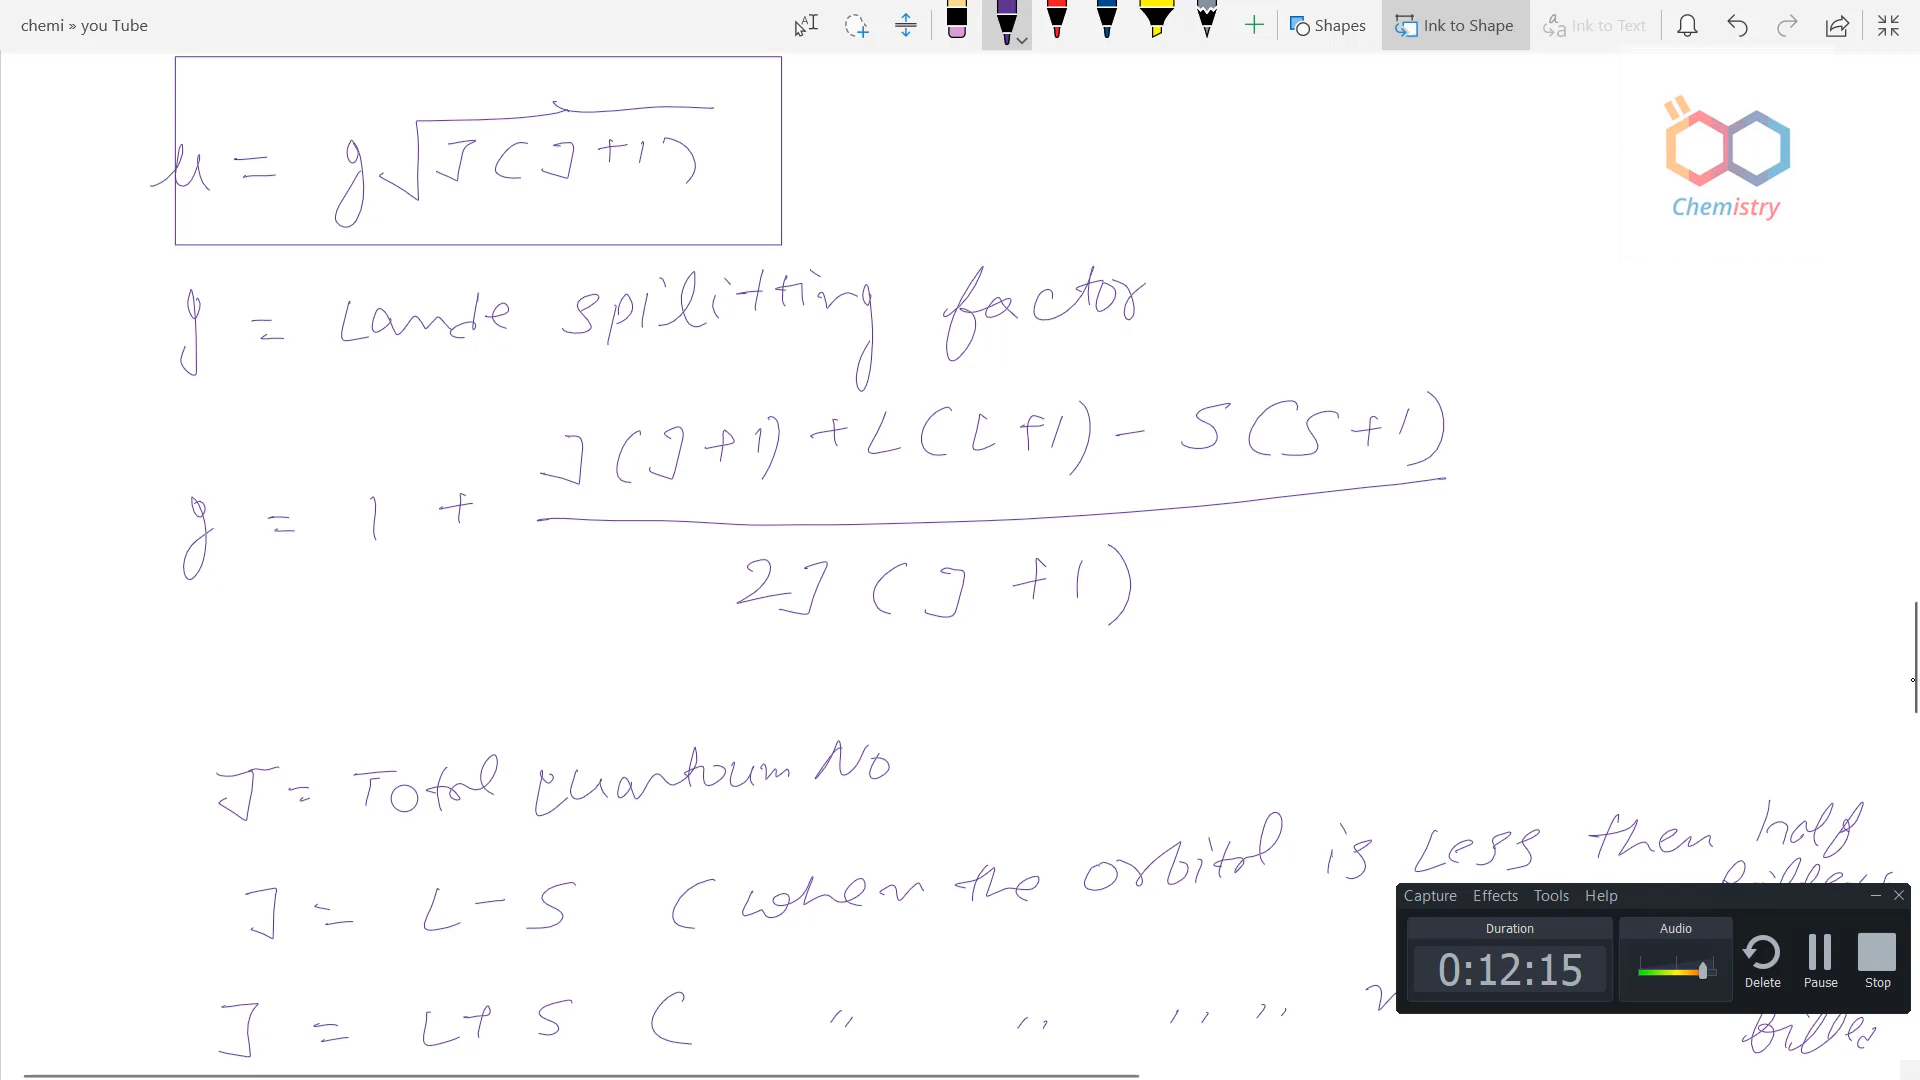 chemi » you Tube
Shapes Ink to Shape Ink to Text
Chemistry
μ = g√J(J+1)
g = Lande spilitting factor
g = 1 + J(J+1)+L(L+1)-S(S+1)
2J(J+1)
J = Total quantoum No
J = L-S (when the orbital is Less then half
J = L+S ( " " " "
filled
Capture Effects Tools Help
Duration Audio
0:12:15
Delete Pause Stop